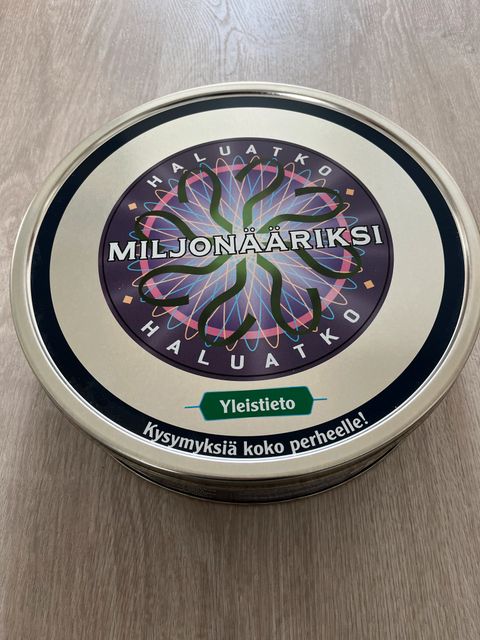 HALUATKO
MILJONÄÄRIKSI
HALUATKO
Yleistieto
Kysymyksiä koko perheelle!